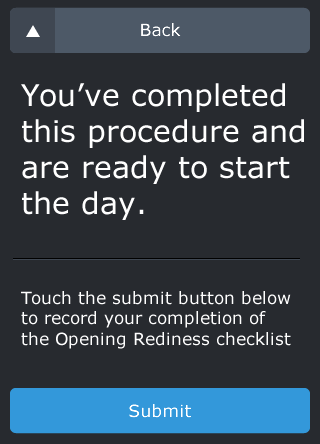 Back
You’ve completed
this procedure and
are ready to start
the day.
Touch the submit button below
to record your completion of
the Opening Rediness checklist
Submit